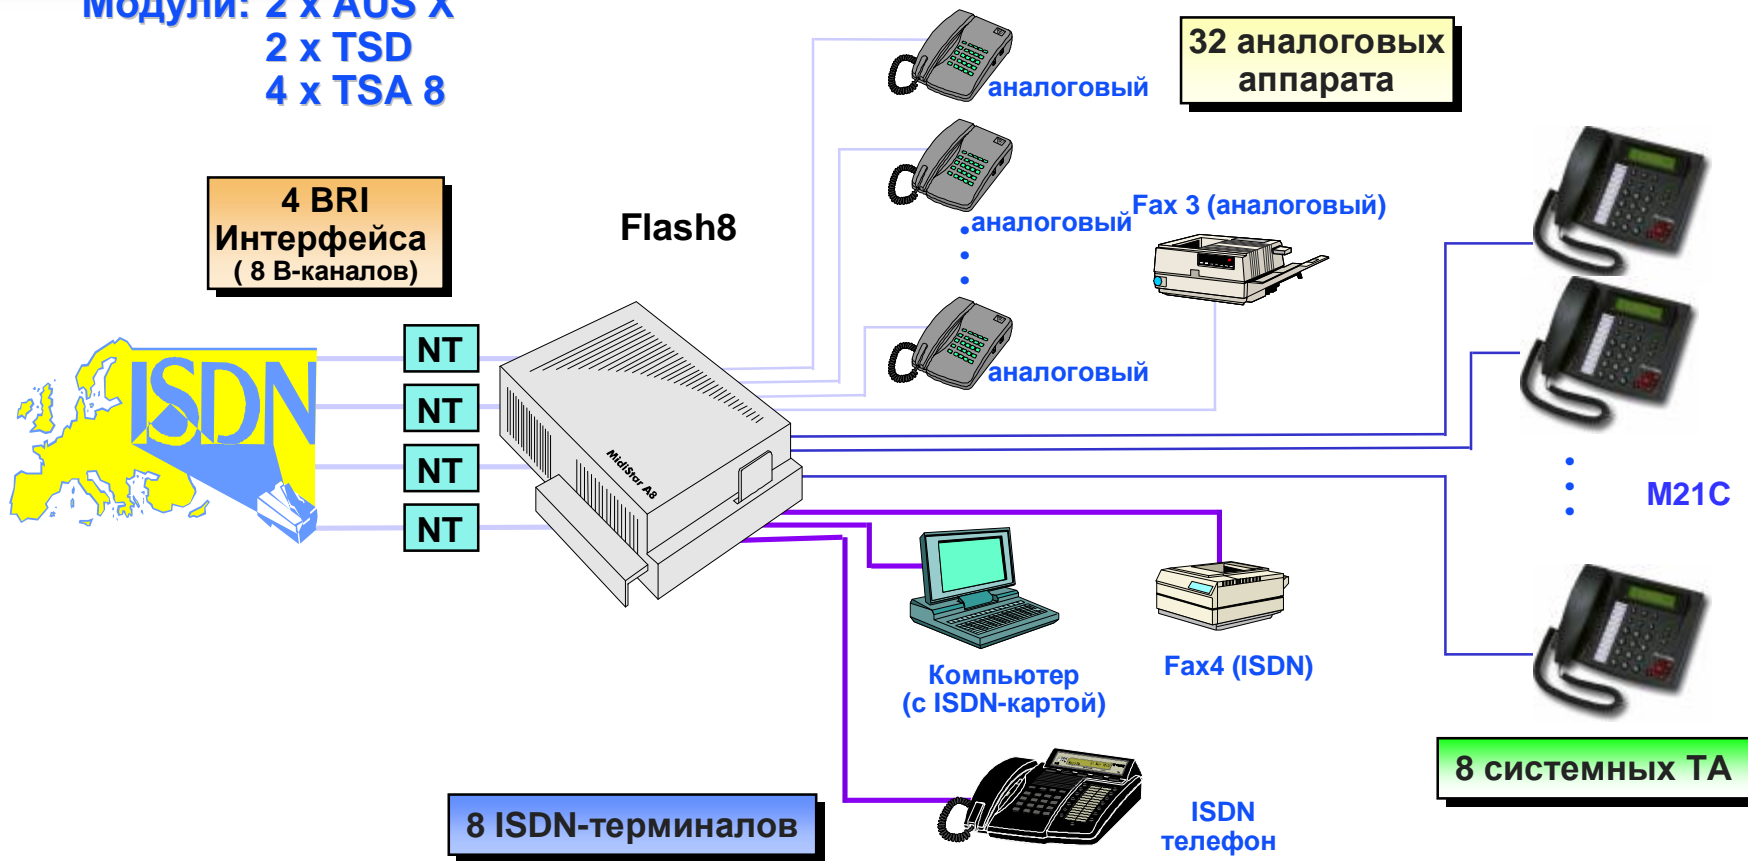 Модули: 2 x AUS X
2 x TSD
4 x TSA 8
32 аналоговых
аппарата
аналоговый
4 BRI
Интерфейса
( 8 B-каналов)
Flash8
аналоговый
Fax 3 (аналоговый)
аналоговый
ISDN
NT
NT
NT
NT
MidiStar A8
M21C
Компьютер
(с ISDN-картой)
Fax4 (ISDN)
8 системных ТА
8 ISDN-терминалов
ISDN
телефон